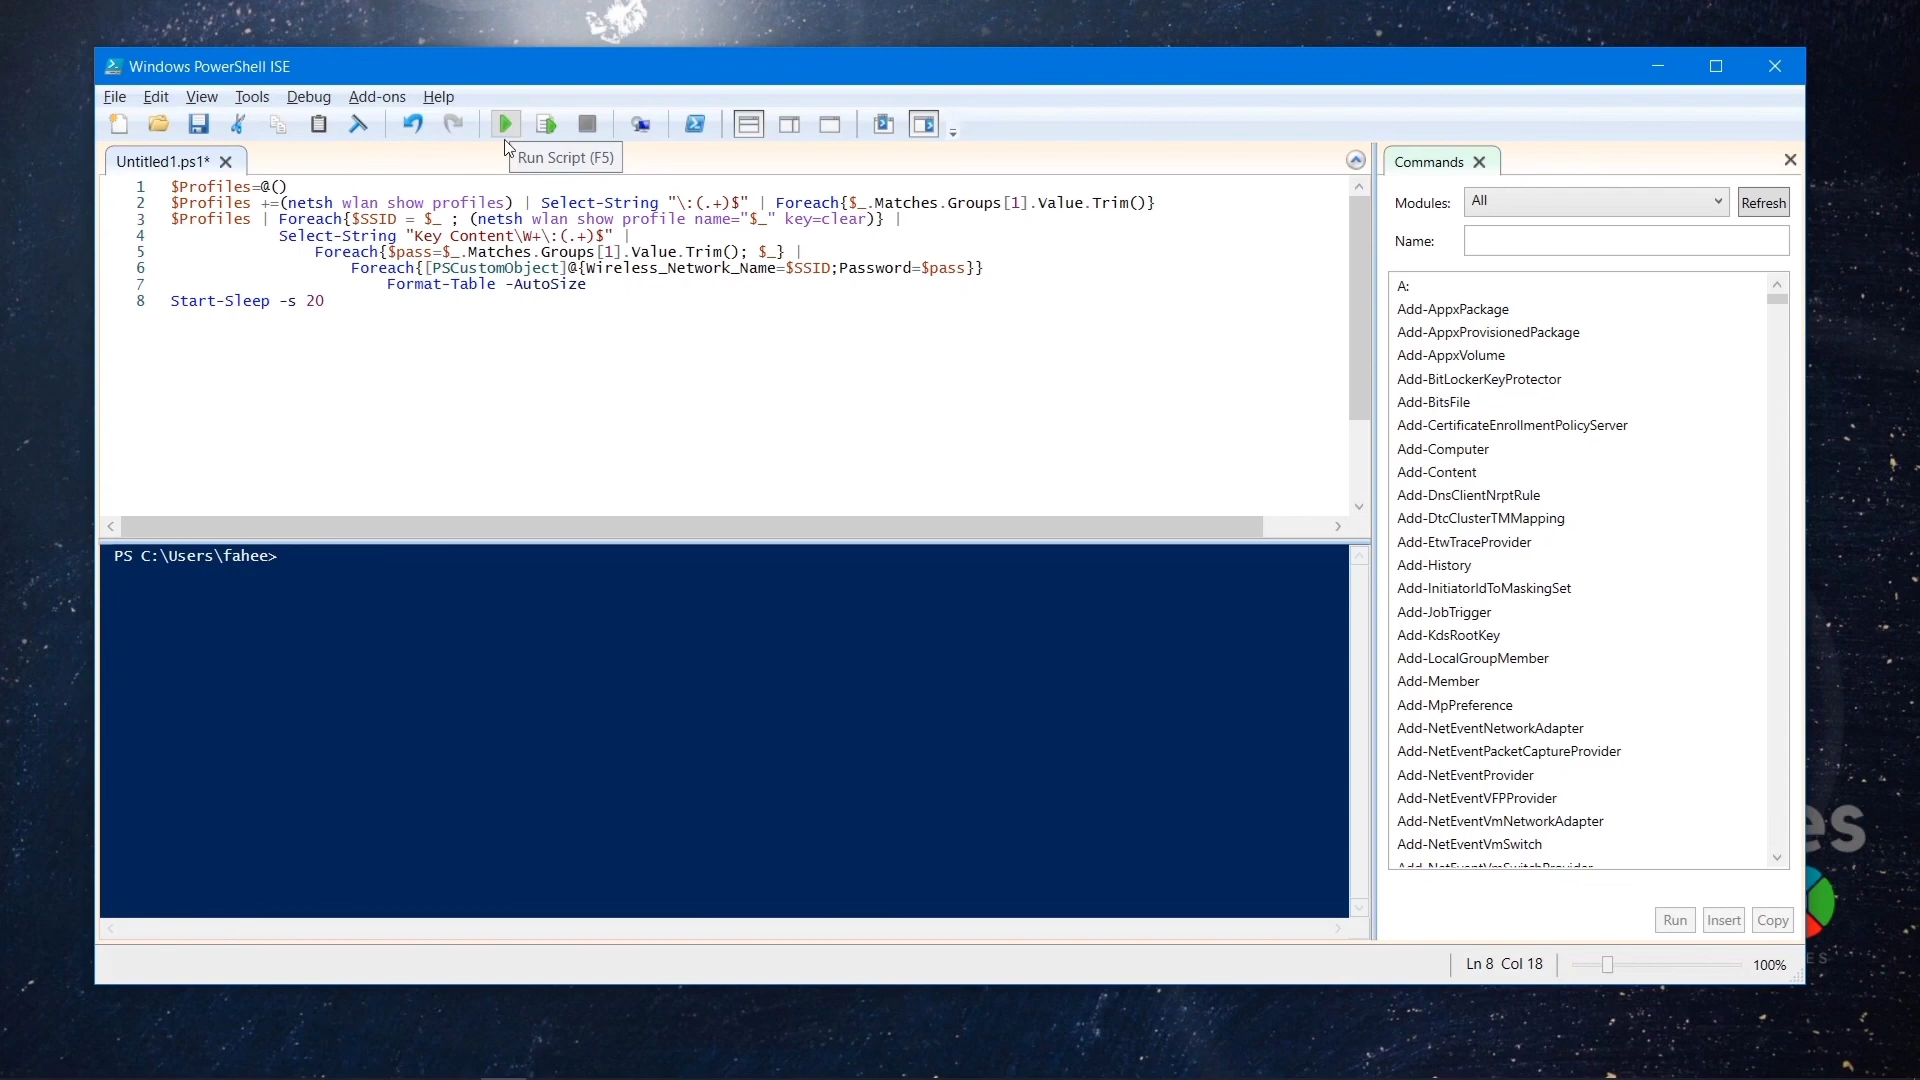 Windows PowerShell ISE
File Edit View Tools Debug Add-ons Help
Run Script (F5)
Untitled1.ps1*
1 $Profiles=@()
2 $Profiles +=(netsh wlan show profiles) | Select-String "\:(.+)$" | Foreach{$_.Matches.Groups[1].Value.Trim()}
3 $Profiles | Foreach{$SSID = $_ ; (netsh wlan show profile name="$_" key=clear)} |
4 Select-String "Key Content\W+\:(.+)$" |
5 Foreach{$pass=$_.Matches.Groups[1].Value.Trim(); $_} |
6 Foreach{[PSCustomObject]@{Wireless_Network_Name=$SSID;Password=$pass}}
7 Format-Table -AutoSize
8 Start-Sleep -s 20
PS C:\Users\fahee>
Commands
Modules: All Refresh
Name:
A:
Add-AppxPackage
Add-AppxProvisionedPackage
Add-AppxVolume
Add-BitLockerKeyProtector
Add-BitsFile
Add-CertificateEnrollmentPolicyServer
Add-Computer
Add-Content
Add-DnsClientNrptRule
Add-DtcClusterTMMapping
Add-EtwTraceProvider
Add-History
Add-InitiatorIdToMaskingSet
Add-JobTrigger
Add-KdsRootKey
Add-LocalGroupMember
Add-Member
Add-MpPreference
Add-NetEventNetworkAdapter
Add-NetEventPacketCaptureProvider
Add-NetEventProvider
Add-NetEventVFPProvider
Add-NetEventVmNetworkAdapter
Add-NetEventVmSwitch
Add-NetEventVmSwitchProvider
Run Insert Copy
Ln 8 Col 18
100%
es
ES